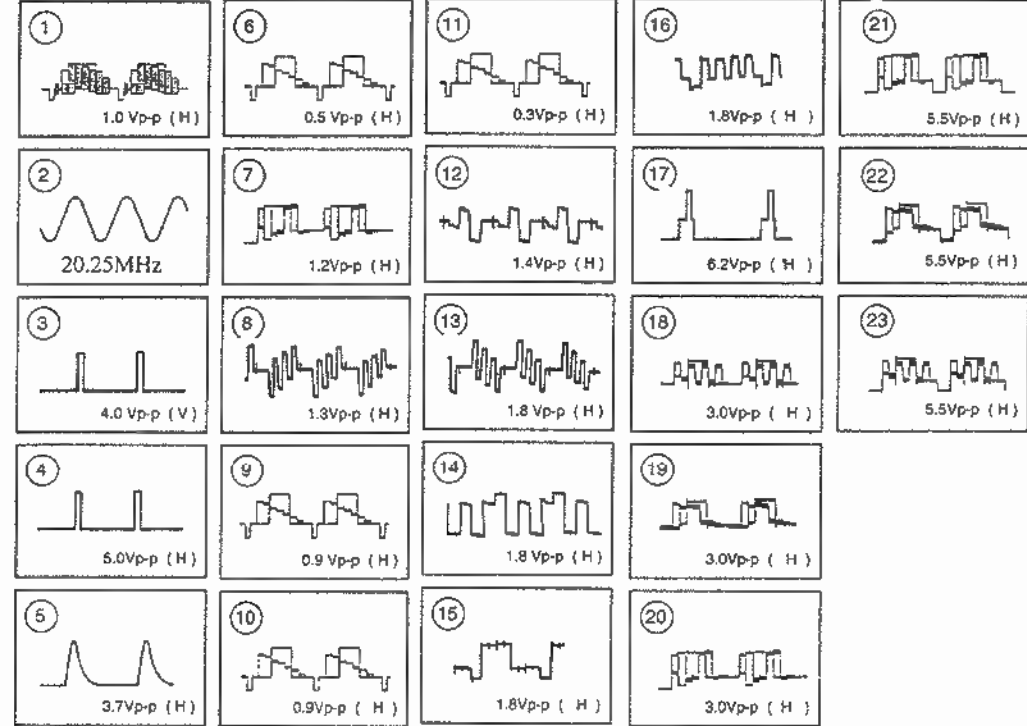 1
1.0 Vp-p (H)
6
0.5 Vp-p (H)
11
0.3Vp-p (H)
16
1.8Vp-p ( H )
21
5.5Vp-p ( H )
2
20.25MHz
7
1.2Vp-p (H)
12
1.4Vp-p (H)
17
6.2Vp-p ( H )
22
5.5Vp-p ( H )
3
4.0 Vp-p (V)
8
1.3Vp-p (H)
13
1.8 Vp-p (H)
18
3.0Vp-p ( H )
23
5.5Vp-p ( H )
4
5.0Vp-p (H)
9
0.9 Vp-p (H)
14
1.8 Vp-p (H)
19
3.0Vp-p ( H )
5
3.7Vp-p (H)
10
0.9Vp-p ( H )
15
1.8Vp-p ( H )
20
3.0Vp-p ( H )